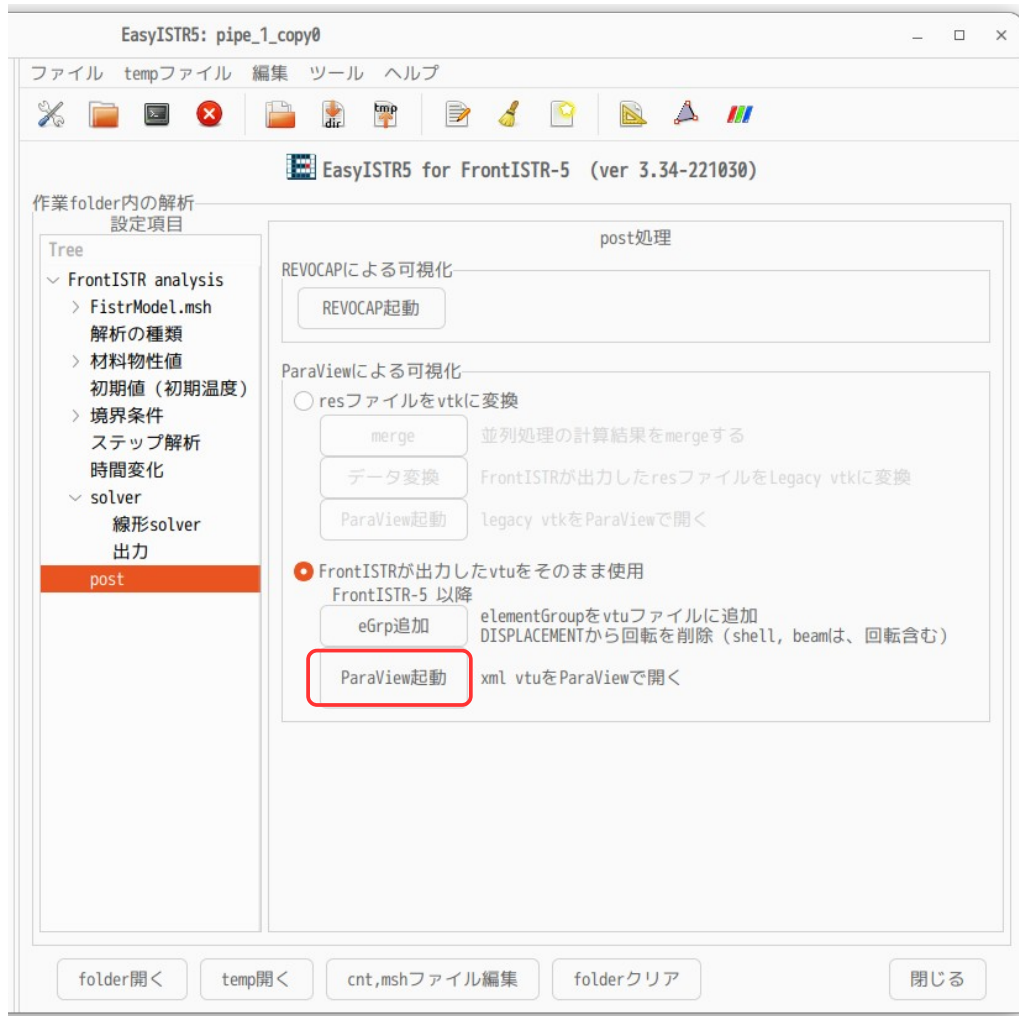 EasyISTR5: pipe_1_copy0
ファイル tempファイル 編集 ツール ヘルプ
dir tmp
EasyISTR5 for FrontISTR-5 (ver 3.34-221030)
作業folder内の解析
設定項目
Tree
FrontISTR analysis
FistrModel.msh
解析の種類
材料物性値
初期値（初期温度）
境界条件
ステップ解析
時間変化
solver
線形solver
出力
post
post処理
REVOCAPによる可視化
REVOCAP起動
ParaViewによる可視化
resファイルをvtkに変換
merge 並列処理の計算結果をmergeする
データ変換 FrontISTRが出力したresファイルをLegacy vtkに変換
ParaView起動 legacy vtkをParaViewで開く
FrontISTRが出力したvtuをそのまま使用
FrontISTR-5 以降
eGrp追加 elementGroupをvtuファイルに追加
DISPLACEMENTから回転を削除（shell, beamは、回転含む）
ParaView起動 xml vtuをParaViewで開く
folder開く temp開く cnt,mshファイル編集 folderクリア 閉じる